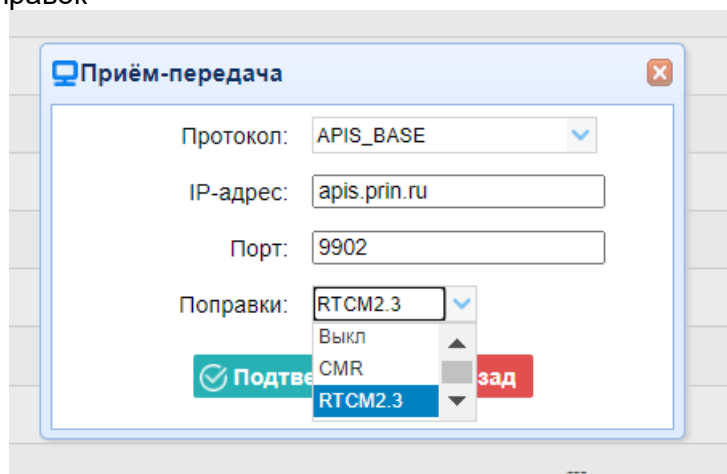 Приём-передача
Протокол: APIS_BASE
IP-адрес: apis.prin.ru
Порт: 9902
Поправки: RTCM2.3
Выкл
CMR
RTCM2.3